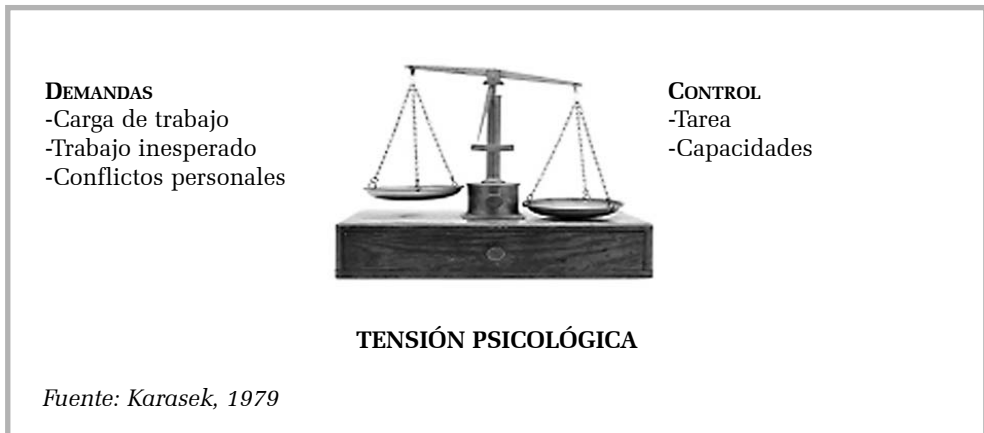 DEMANDAS
-Carga de trabajo
-Trabajo inesperado
-Conflictos personales
CONTROL
-Tarea
-Capacidades
TENSIÓN PSICOLÓGICA
Fuente: Karasek, 1979